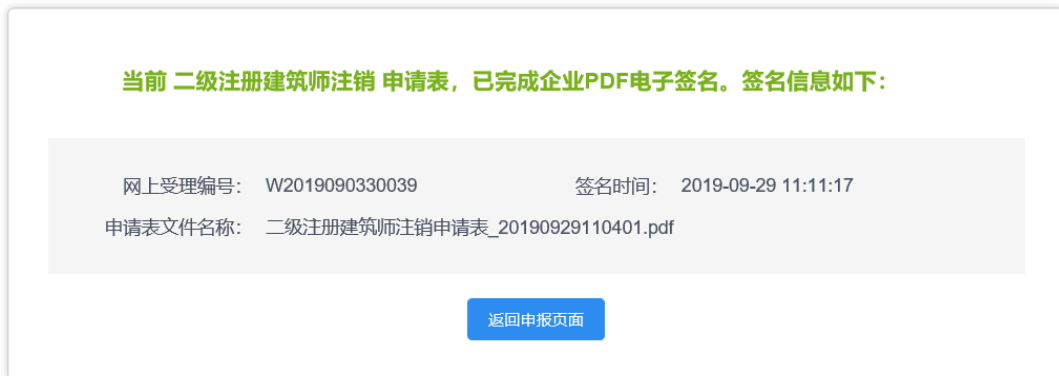 当前 二级注册建筑师注销 申请表，已完成企业PDF电子签名。签名信息如下：
网上受理编号： W2019090330039 签名时间： 2019-09-29 11:11:17
申请表文件名称： 二级注册建筑师注销申请表_20190929110401.pdf
返回申报页面